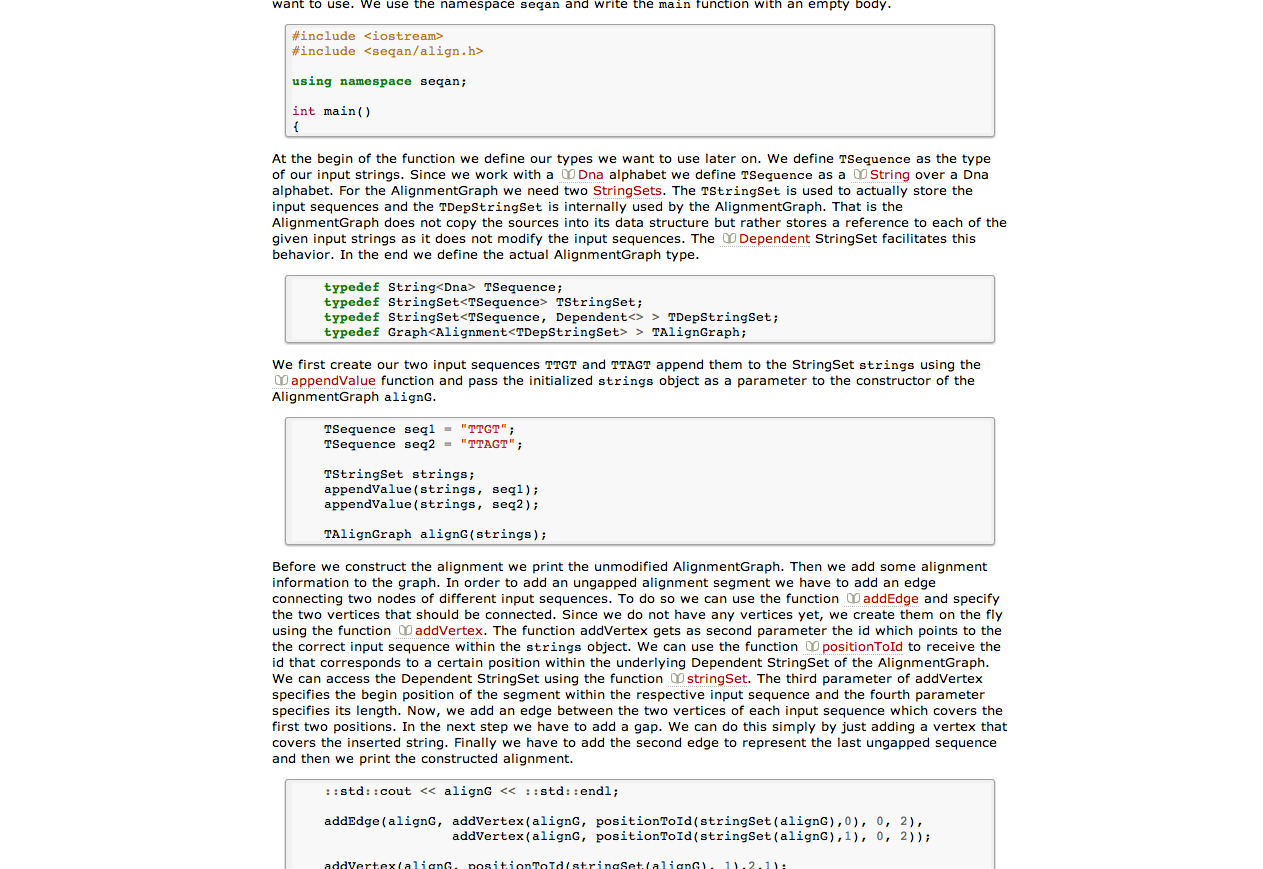 want to use. We use the namespace seqan and write the main function with an empty body.
#include <iostream>
#include <seqan/align.h>
using namespace seqan;
int main()
{
At the begin of the function we define our types we want to use later on. We define TSequence as the type
of our input strings. Since we work with a Dna alphabet we define TSequence as a String over a Dna
alphabet. For the AlignmentGraph we need two StringSets. The TStringSet is used to actually store the
input sequences and the TDepStringSet is internally used by the AlignmentGraph. That is the
AlignmentGraph does not copy the sources into its data structure but rather stores a reference to each of the
given input strings as it does not modify the input sequences. The Dependent StringSet facilitates this
behavior. In the end we define the actual AlignmentGraph type.
typedef String<Dna> TSequence;
typedef StringSet<TSequence> TStringSet;
typedef StringSet<TSequence, Dependent<> > TDepStringSet;
typedef Graph<Alignment<TDepStringSet> > TAlignGraph;
We first create our two input sequences TTGT and TTAGT append them to the StringSet strings using the
appendValue function and pass the initialized strings object as a parameter to the constructor of the
AlignmentGraph alignG.
TSequence seq1 = "TTGT";
TSequence seq2 = "TTAGT";
TStringSet strings;
appendValue(strings, seq1);
appendValue(strings, seq2);
TAlignGraph alignG(strings);
Before we construct the alignment we print the unmodified AlignmentGraph. Then we add some alignment
information to the graph. In order to add an ungapped alignment segment we have to add an edge
connecting two nodes of different input sequences. To do so we can use the function addEdge and specify
the two vertices that should be connected. Since we do not have any vertices yet, we create them on the fly
using the function addVertex. The function addVertex gets as second parameter the id which points to the
the correct input sequence within the strings object. We can use the function positionToId to receive the
id that corresponds to a certain position within the underlying Dependent StringSet of the AlignmentGraph.
We can access the Dependent StringSet using the function stringSet. The third parameter of addVertex
specifies the begin position of the segment within the respective input sequence and the fourth parameter
specifies its length. Now, we add an edge between the two vertices of each input sequence which covers the
first two positions. In the next step we have to add a gap. We can do this simply by just adding a vertex that
covers the inserted string. Finally we have to add the second edge to represent the last ungapped sequence
and then we print the constructed alignment.
::std::cout << alignG << ::std::endl;
addEdge(alignG, addVertex(alignG, positionToId(stringSet(alignG),0), 0, 2),
addVertex(alignG, positionToId(stringSet(alignG),1), 0, 2));
addVertex(alignG, positionToId(stringSet(alignG), 1),2,1);